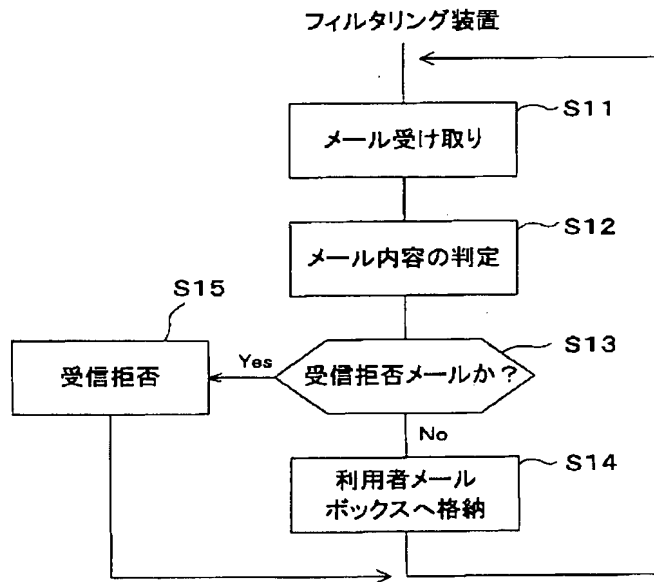 フィルタリング装置
S11
メール受け取り
S12
メール内容の判定
S15
S13
受信拒否
Yes
受信拒否メールか？
No
S14
利用者メール
ボックスへ格納